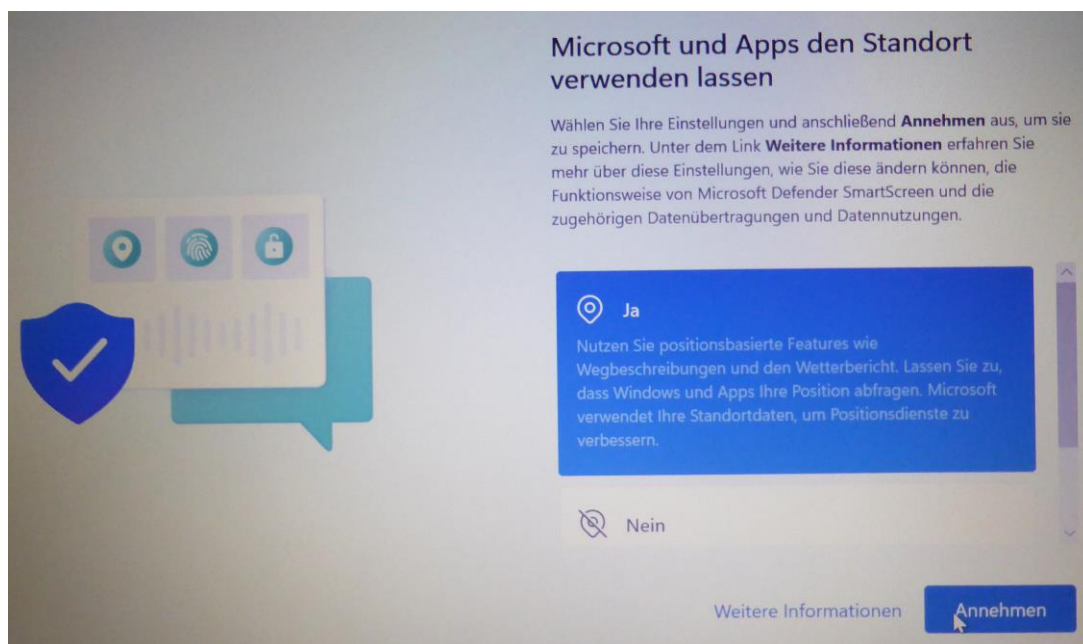 Microsoft und Apps den Standort
verwenden lassen
Wählen Sie Ihre Einstellungen und anschließend Annehmen aus, um sie
zu speichern. Unter dem Link Weitere Informationen erfahren Sie
mehr über diese Einstellungen, wie Sie diese ändern können, die
Funktionsweise von Microsoft Defender SmartScreen und die
zugehörigen Datenübertragungen und Datennutzungen.
Ja
Nutzen Sie positionsbasierte Features wie
Wegbeschreibungen und den Wetterbericht. Lassen Sie zu,
dass Windows und Apps Ihre Position abfragen. Microsoft
verwendet Ihre Standortdaten, um Positionsdienste zu
verbessern.
Nein
Weitere Informationen
Annehmen